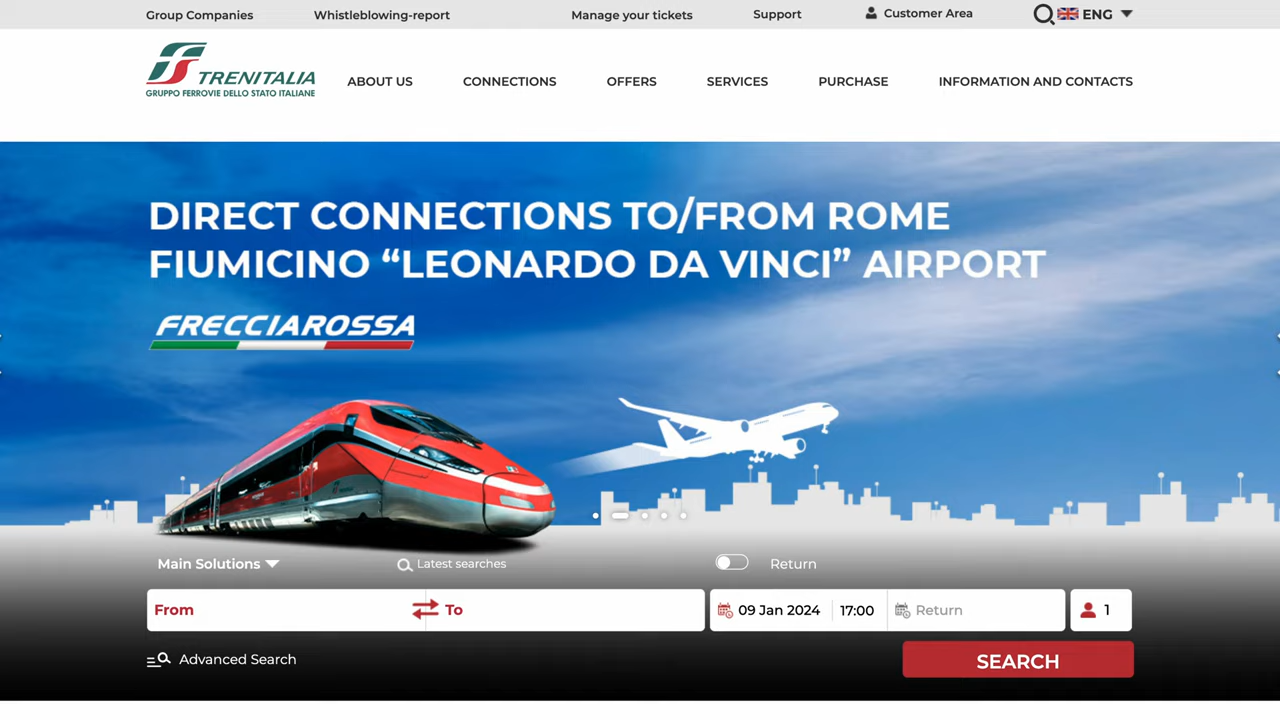 Group Companies Whistleblowing-report Manage your tickets Support Customer Area ENG
TRENITALIA
GRUPPO FERROVIE DELLO STATO ITALIANE
ABOUT US CONNECTIONS OFFERS SERVICES PURCHASE INFORMATION AND CONTACTS
DIRECT CONNECTIONS TO/FROM ROME
FIUMICINO “LEONARDO DA VINCI” AIRPORT
FRECCIAROSSA
Main Solutions Latest searches Return
From To 09 Jan 2024 17:00 Return 1
Advanced Search SEARCH